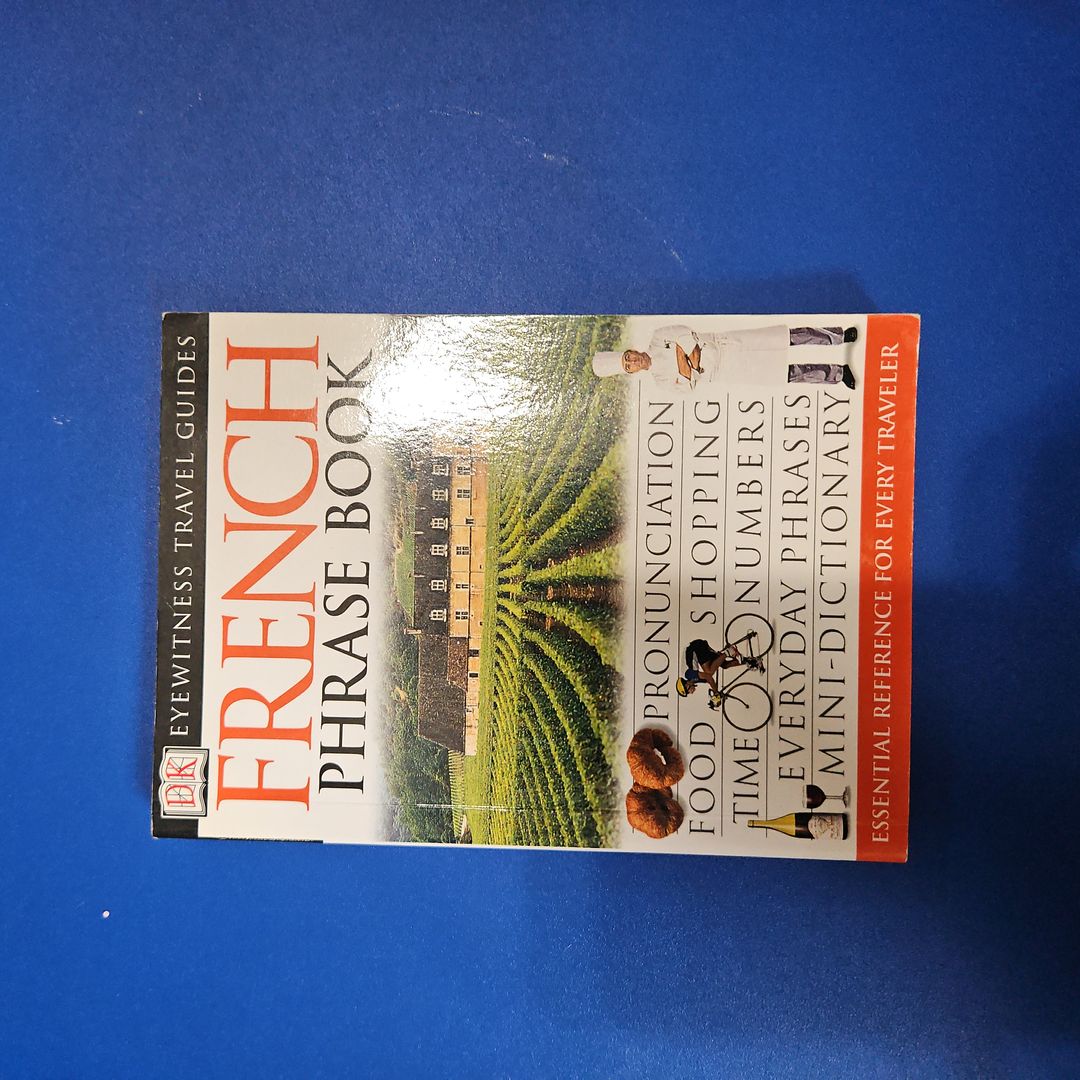 DK
EYEWITNESS TRAVEL GUIDES
FRENCH
PHRASE BOOK
PRONUNCIATION
FOOD SHOPPING
TIME NUMBERS
EVERYDAY PHRASES
MINI-DICTIONARY
ESSENTIAL REFERENCE FOR EVERY TRAVELER